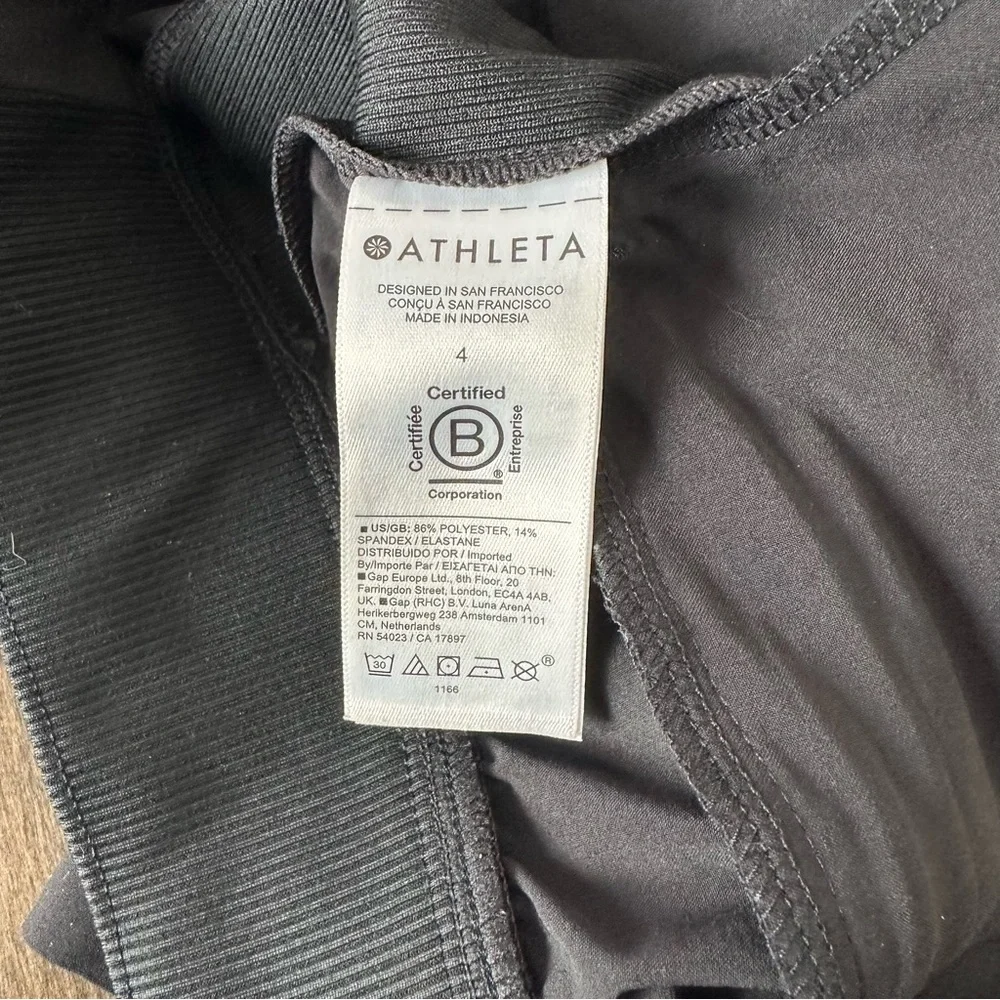 ATHLETA
DESIGNED IN SAN FRANCISCO
CONÇU À SAN FRANCISCO
MADE IN INDONESIA
4
Certified
Certifiée
B
Entreprise
®
Corporation
US/GB: 86% POLYESTER, 14%
SPANDEX / ELASTANE
DISTRIBUIDO POR / Imported
By/Importe Par / ΕΙΣΑΓΕΤΑΙ ΑΠΟ ΤΗΝ:
Gap Europe Ltd., 8th Floor, 20
Farringdon Street, London, EC4A 4AB,
UK. Gap (RHC) B.V. Luna ArenA
Herikerbergweg 238 Amsterdam 1101
CM, Netherlands
RN 54023 / CA 17897
30 ®
1166